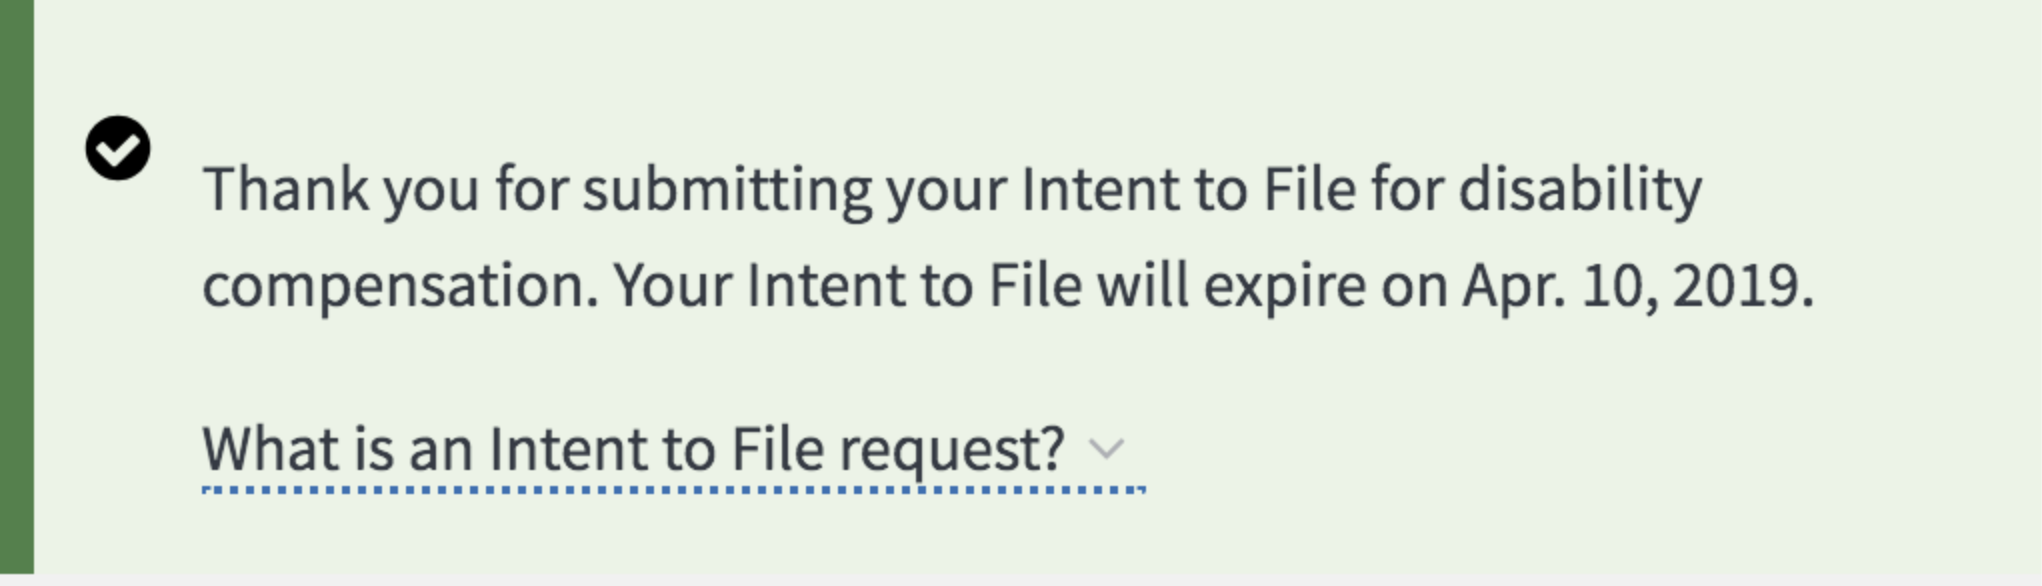 Thank you for submitting your Intent to File for disability
compensation. Your Intent to File will expire on Apr. 10, 2019.
What is an Intent to File request?